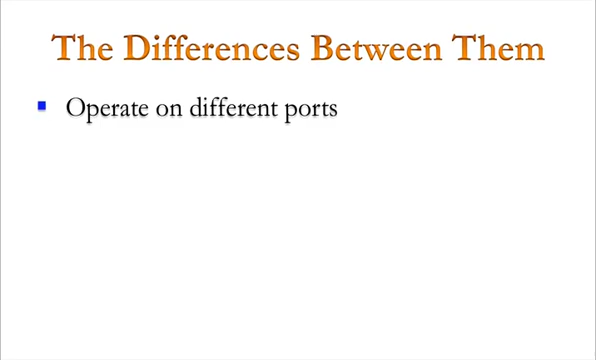 The Differences Between Them
Operate on different ports